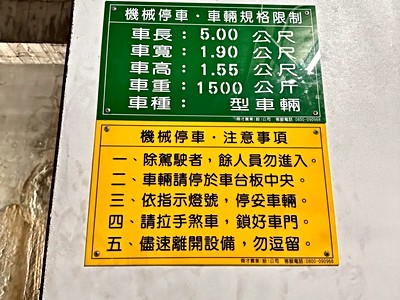 機械停車・車輛規格限制
車長：5.00 公尺
車寬：1.90 公尺
車高：1.55 公尺
車重：1500 公斤
車種： 型車輛
機械停車・注意事項
一、除駕駛者，餘人員勿進入。
二、車輛請停於車台板中央。
三、依指示燈號，停妥車輛。
四、請拉手煞車，鎖好車門。
五、儘速離開設備，勿逗留。